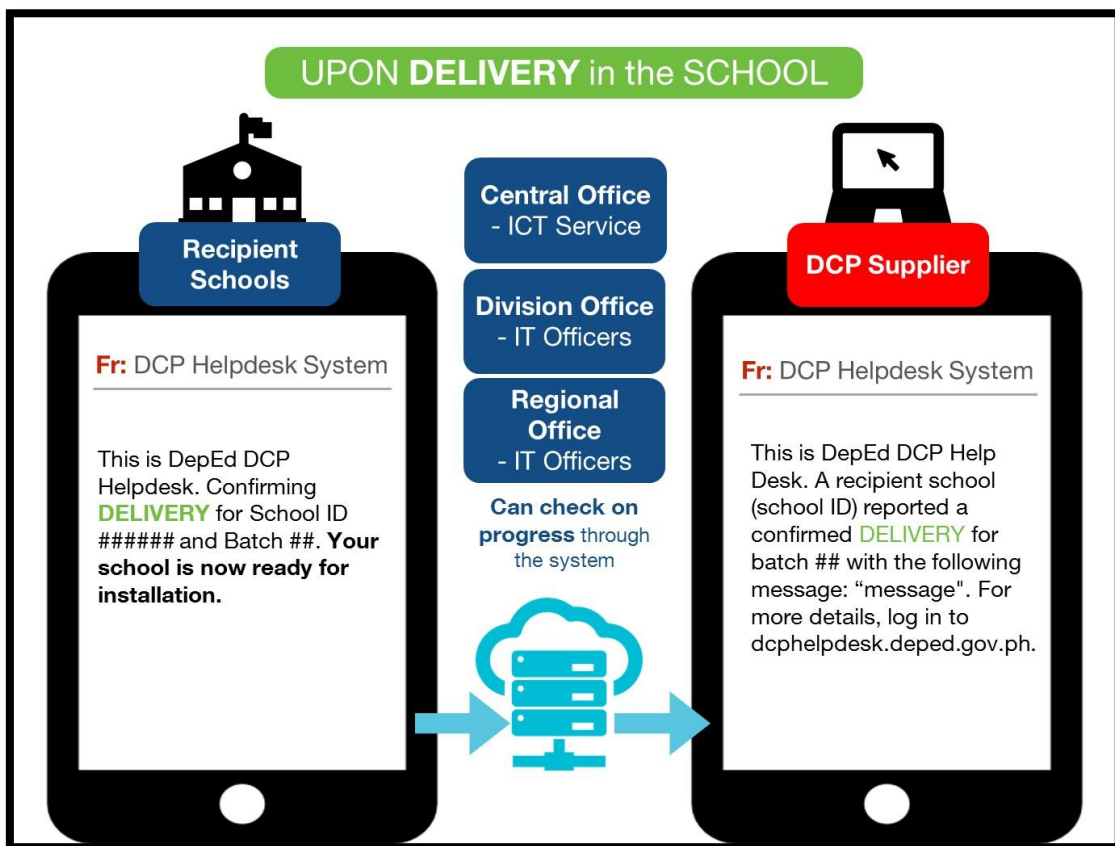 UPON DELIVERY in the SCHOOL
Recipient
Schools
Fr: DCP Helpdesk System
This is DepEd DCP
Helpdesk. Confirming
DELIVERY for School ID
###### and Batch ##. Your
school is now ready for
installation.
Central Office
- ICT Service
Division Office
- IT Officers
Regional
Office
- IT Officers
Can check on
progress through
the system
DCP Supplier
Fr: DCP Helpdesk System
This is DepEd DCP Help
Desk. A recipient school
(school ID) reported a
confirmed DELIVERY for
batch ## with the following
message: “message". For
more details, log in to
dcphelpdesk.deped.gov.ph.